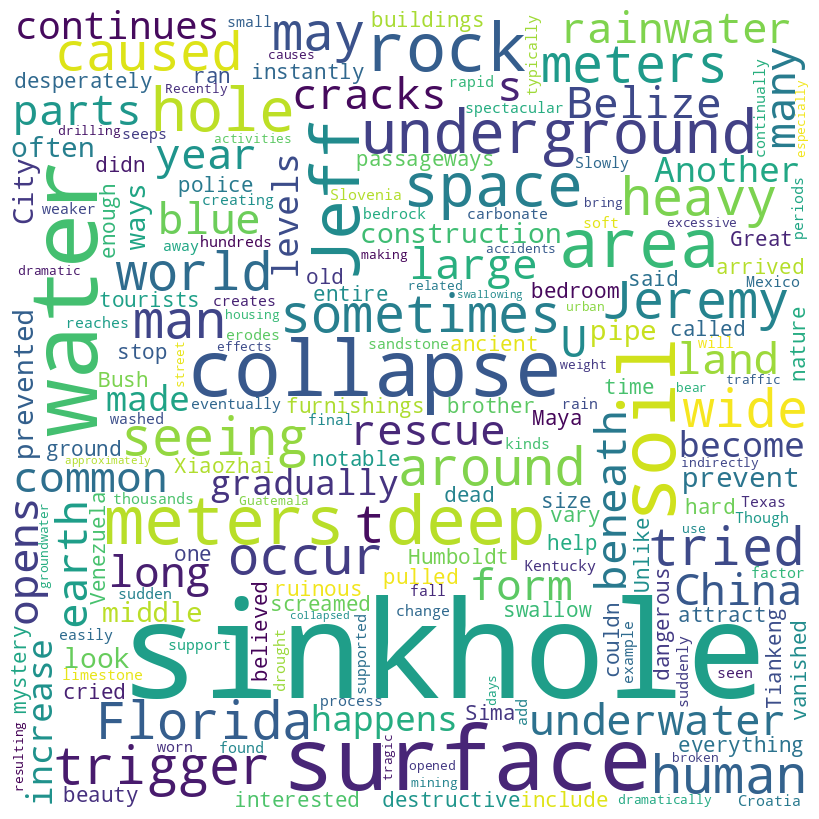 continues
small
may
rock
buildings
rainwater
caused
desperately
Recently
ran
instantly
rapid
typically
meters
causes
continually
many
parts
hole
cracks
s
spectacular
Belize
often
drilling
seeps
didn
activities
underground
especially
City
weaker
year
police
creating
levels
Jeff
passageways
Slowly
Another
periods
enough
ways
blue
away
hundreds
Slovenia
bedrock
carbonate
space
bring
soft
heavy
excessive
dramatic
water
world
old
making
construction
accidents
area
Great
arrived
tourists
creates
entire
related
large
swallowing
bedroom
said
Mexico
reaches
housing
man
sometimes
urban
Jeremy
erodes
effects
sandstone
ancient
U
pipe
called
will
nature
stop
street
collapse
weight
traffic
prevented
Bush
made
washed
eventually
furnishings
brother
time
bear
land
rain
final
Maya
soil
wide
ground
seeing
rescue
kinds
beneath
become
indirectly
approximately
Xiaozhai
notable
around
common
gradually
dead
size
vary
hard
prevent
Texas
thousands
Guatemala
Though
opens
groundwater
earth
Venezuela
meters
t
deep
help
Unlike
use
factor
tried
long
one
occur
Humboldt
Kentucky
China
sudden
ruinous
pulled
form
middle
screamed
believed
fall
swallow
couldn
example
dangerous
attract
Tiankeng
vanished
increase
mystery
easily
look
support
sinkhole
drought
change
supported
collapsed
suddenly
seen
limestone
cried
process
days
add
Florida
happens
Sima
underwater
resulting
trigger
worn
found
surface
tragic
opened
mining
broken
everything
human
beauty
interested
destructive
include
dramatically
Croatia